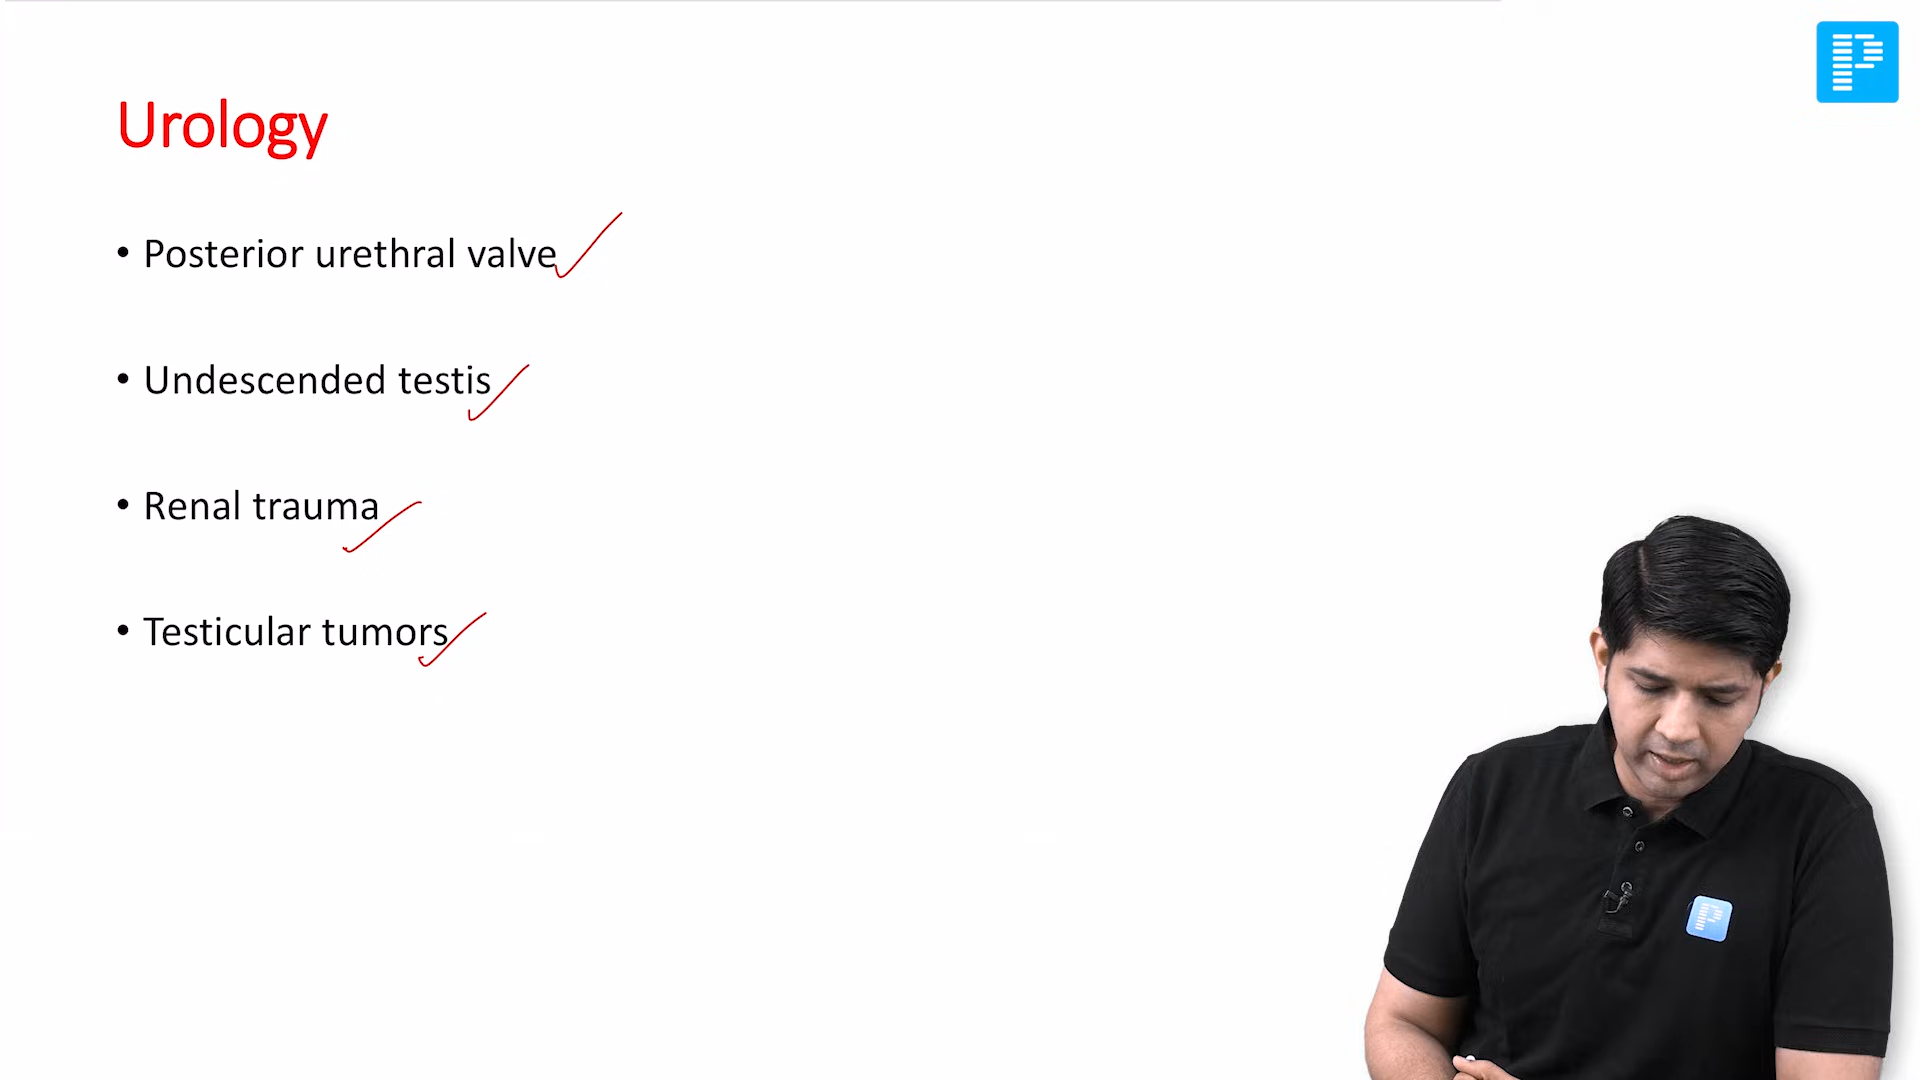 Urology
• Posterior urethral valve
• Undescended testis
• Renal trauma
• Testicular tumors